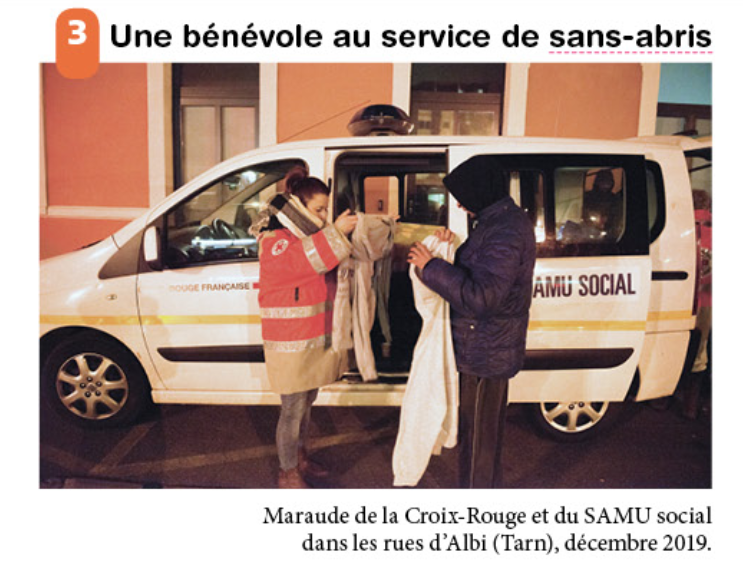 3 Une bénévole au service de sans-abris
ROUGE FRANÇAISE
AMU SOCIAL
Maraude de la Croix-Rouge et du SAMU social
dans les rues d'Albi (Tarn), décembre 2019.